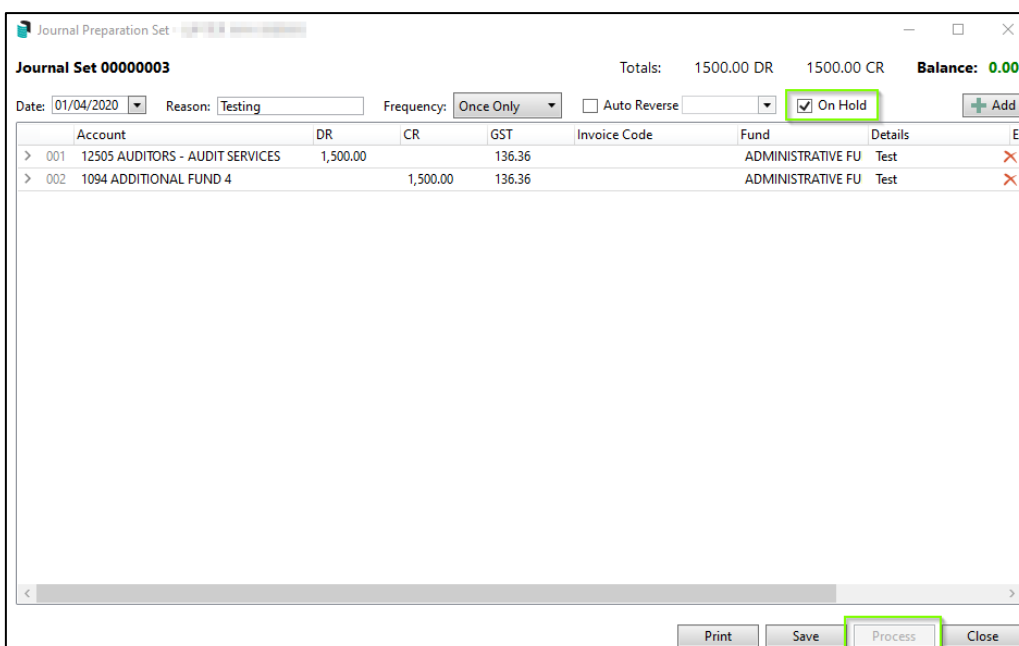 Journal Preparation Set -
Journal Set 00000003 Totals: 1500.00 DR 1500.00 CR Balance: 0.00
Date: 01/04/2020 Reason: Testing Frequency: Once Only Auto Reverse On Hold Add
Account DR CR GST Invoice Code Fund Details E
001 12505 AUDITORS - AUDIT SERVICES 1,500.00 136.36 ADMINISTRATIVE FU Test
002 1094 ADDITIONAL FUND 4 1,500.00 136.36 ADMINISTRATIVE FU Test
Print Save Process Close